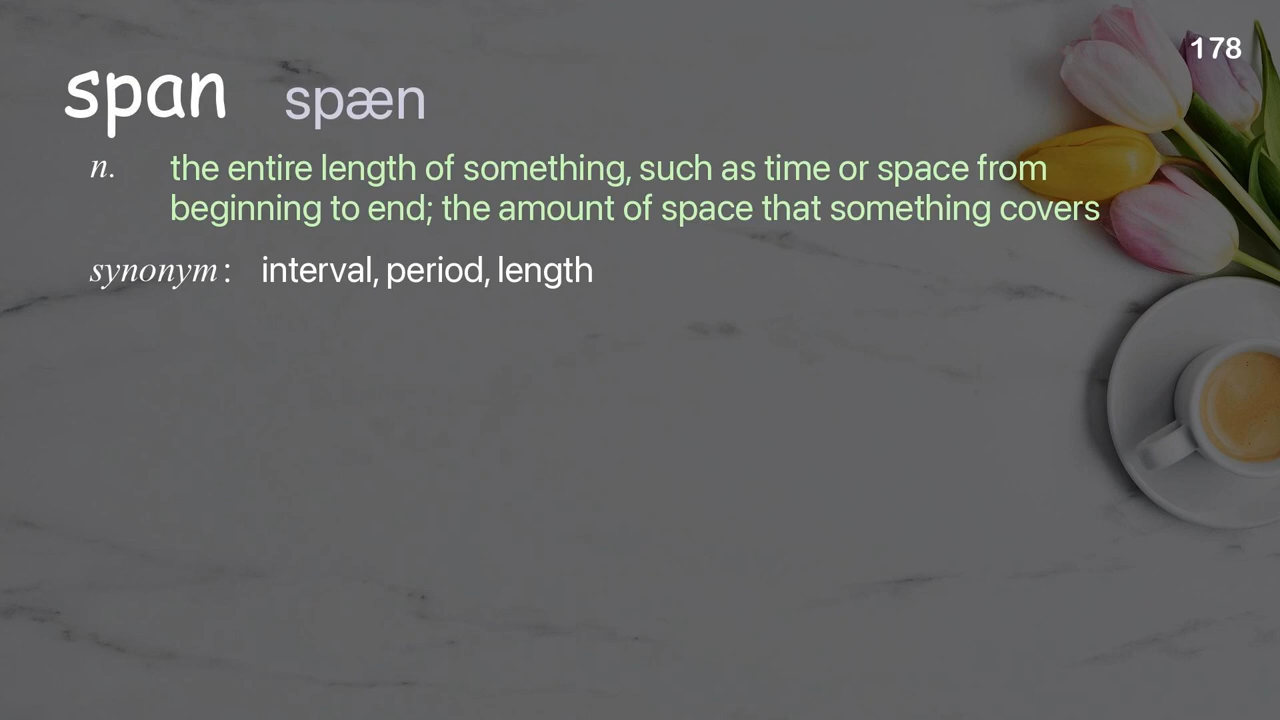 178
span spæn
n. the entire length of something, such as time or space from
beginning to end; the amount of space that something covers
synonym : interval, period, length